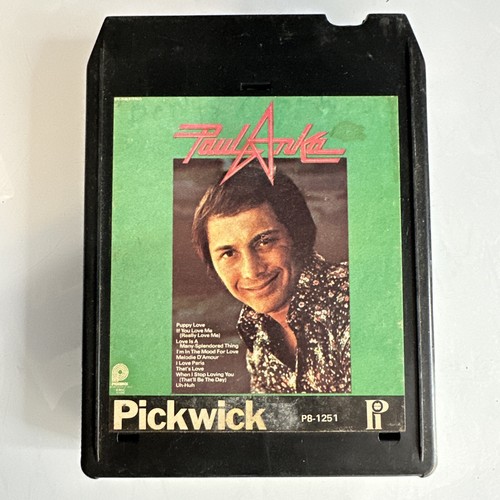 Paul Anka
Puppy Love
If You Love Me
(Really Love Me)
Love Is A
Many-Splendored Thing
I'm In The Mood For Love
Melodie D'Amour
I Love Paris
That's Love
When I Stop Loving You
(That'll Be The Day)
Uh-Huh
Pickwick
P8-1251